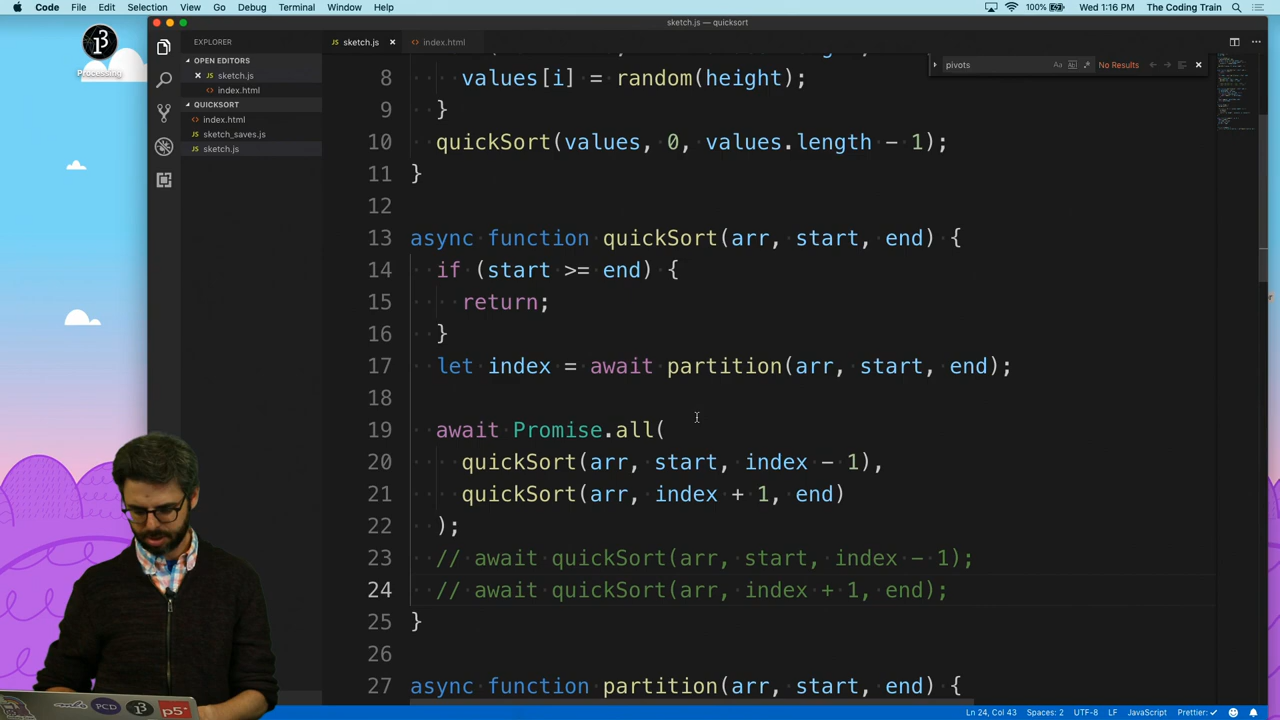 Code File Edit Selection View Go Debug Terminal Window Help 100% Wed 1:16 PM The Coding Train
sketch.js — quicksort
Processing
EXPLORER
OPEN EDITORS
sketch.js
index.html
QUICKSORT
index.html
sketch_saves.js
sketch.js
sketch.js index.html
pivots Aa No Results
8 values[i] = random(height);
9 }
10 quickSort(values, 0, values.length - 1);
11 }
12
13 async function quickSort(arr, start, end) {
14 if (start >= end) {
15 return;
16 }
17 let index = await partition(arr, start, end);
18
19 await Promise.all(
20 quickSort(arr, start, index - 1),
21 quickSort(arr, index + 1, end)
22 );
23 // await quickSort(arr, start, index - 1);
24 // await quickSort(arr, index + 1, end);
25 }
26
27 async function partition(arr, start, end) {
PCD p5*
Ln 24, Col 43 Spaces: 2 UTF-8 LF JavaScript Prettier: ✓